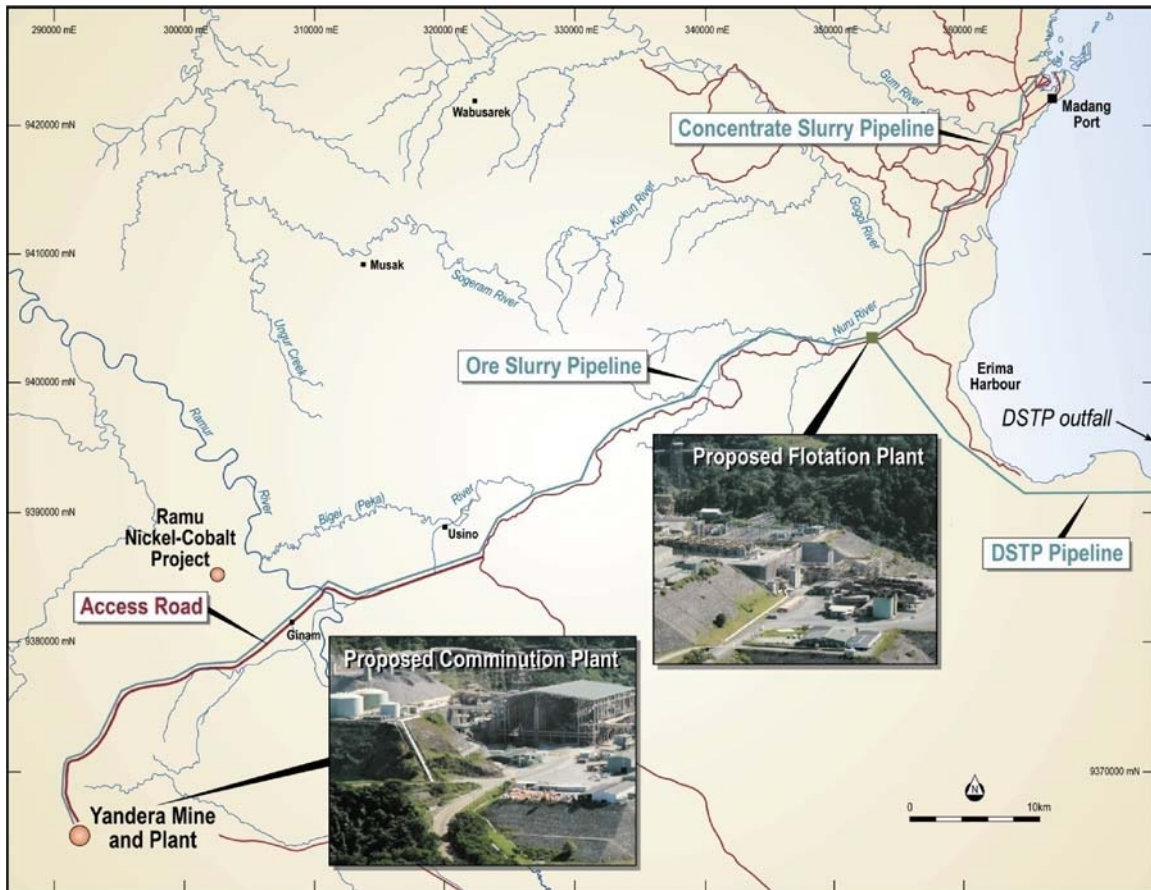 290000 mE
300000 mE
310000 mE
320000 mE
330000 mE
340000 mE
350000 mE
360000 mE
Gum River
Wabusarek
Madang
Port
Concentrate Slurry Pipeline
9420000 mN
Kokun River
Gogol
River
9410000 mN
Musak
Sogeram River
Ungur Creek
Nuru River
Ore Slurry Pipeline
9400000 mN
Erima
Harbour
DSTP outfall
Ramur
River
Proposed Flotation Plant
9390000 mN
Bigei (Peka)
River
Usino
Ramu
Nickel-Cobalt
Project
DSTP Pipeline
Access Road
Ginam
9380000 mN
Proposed Comminution Plant
9370000 mN
N
0
10km
Yandera Mine
and Plant